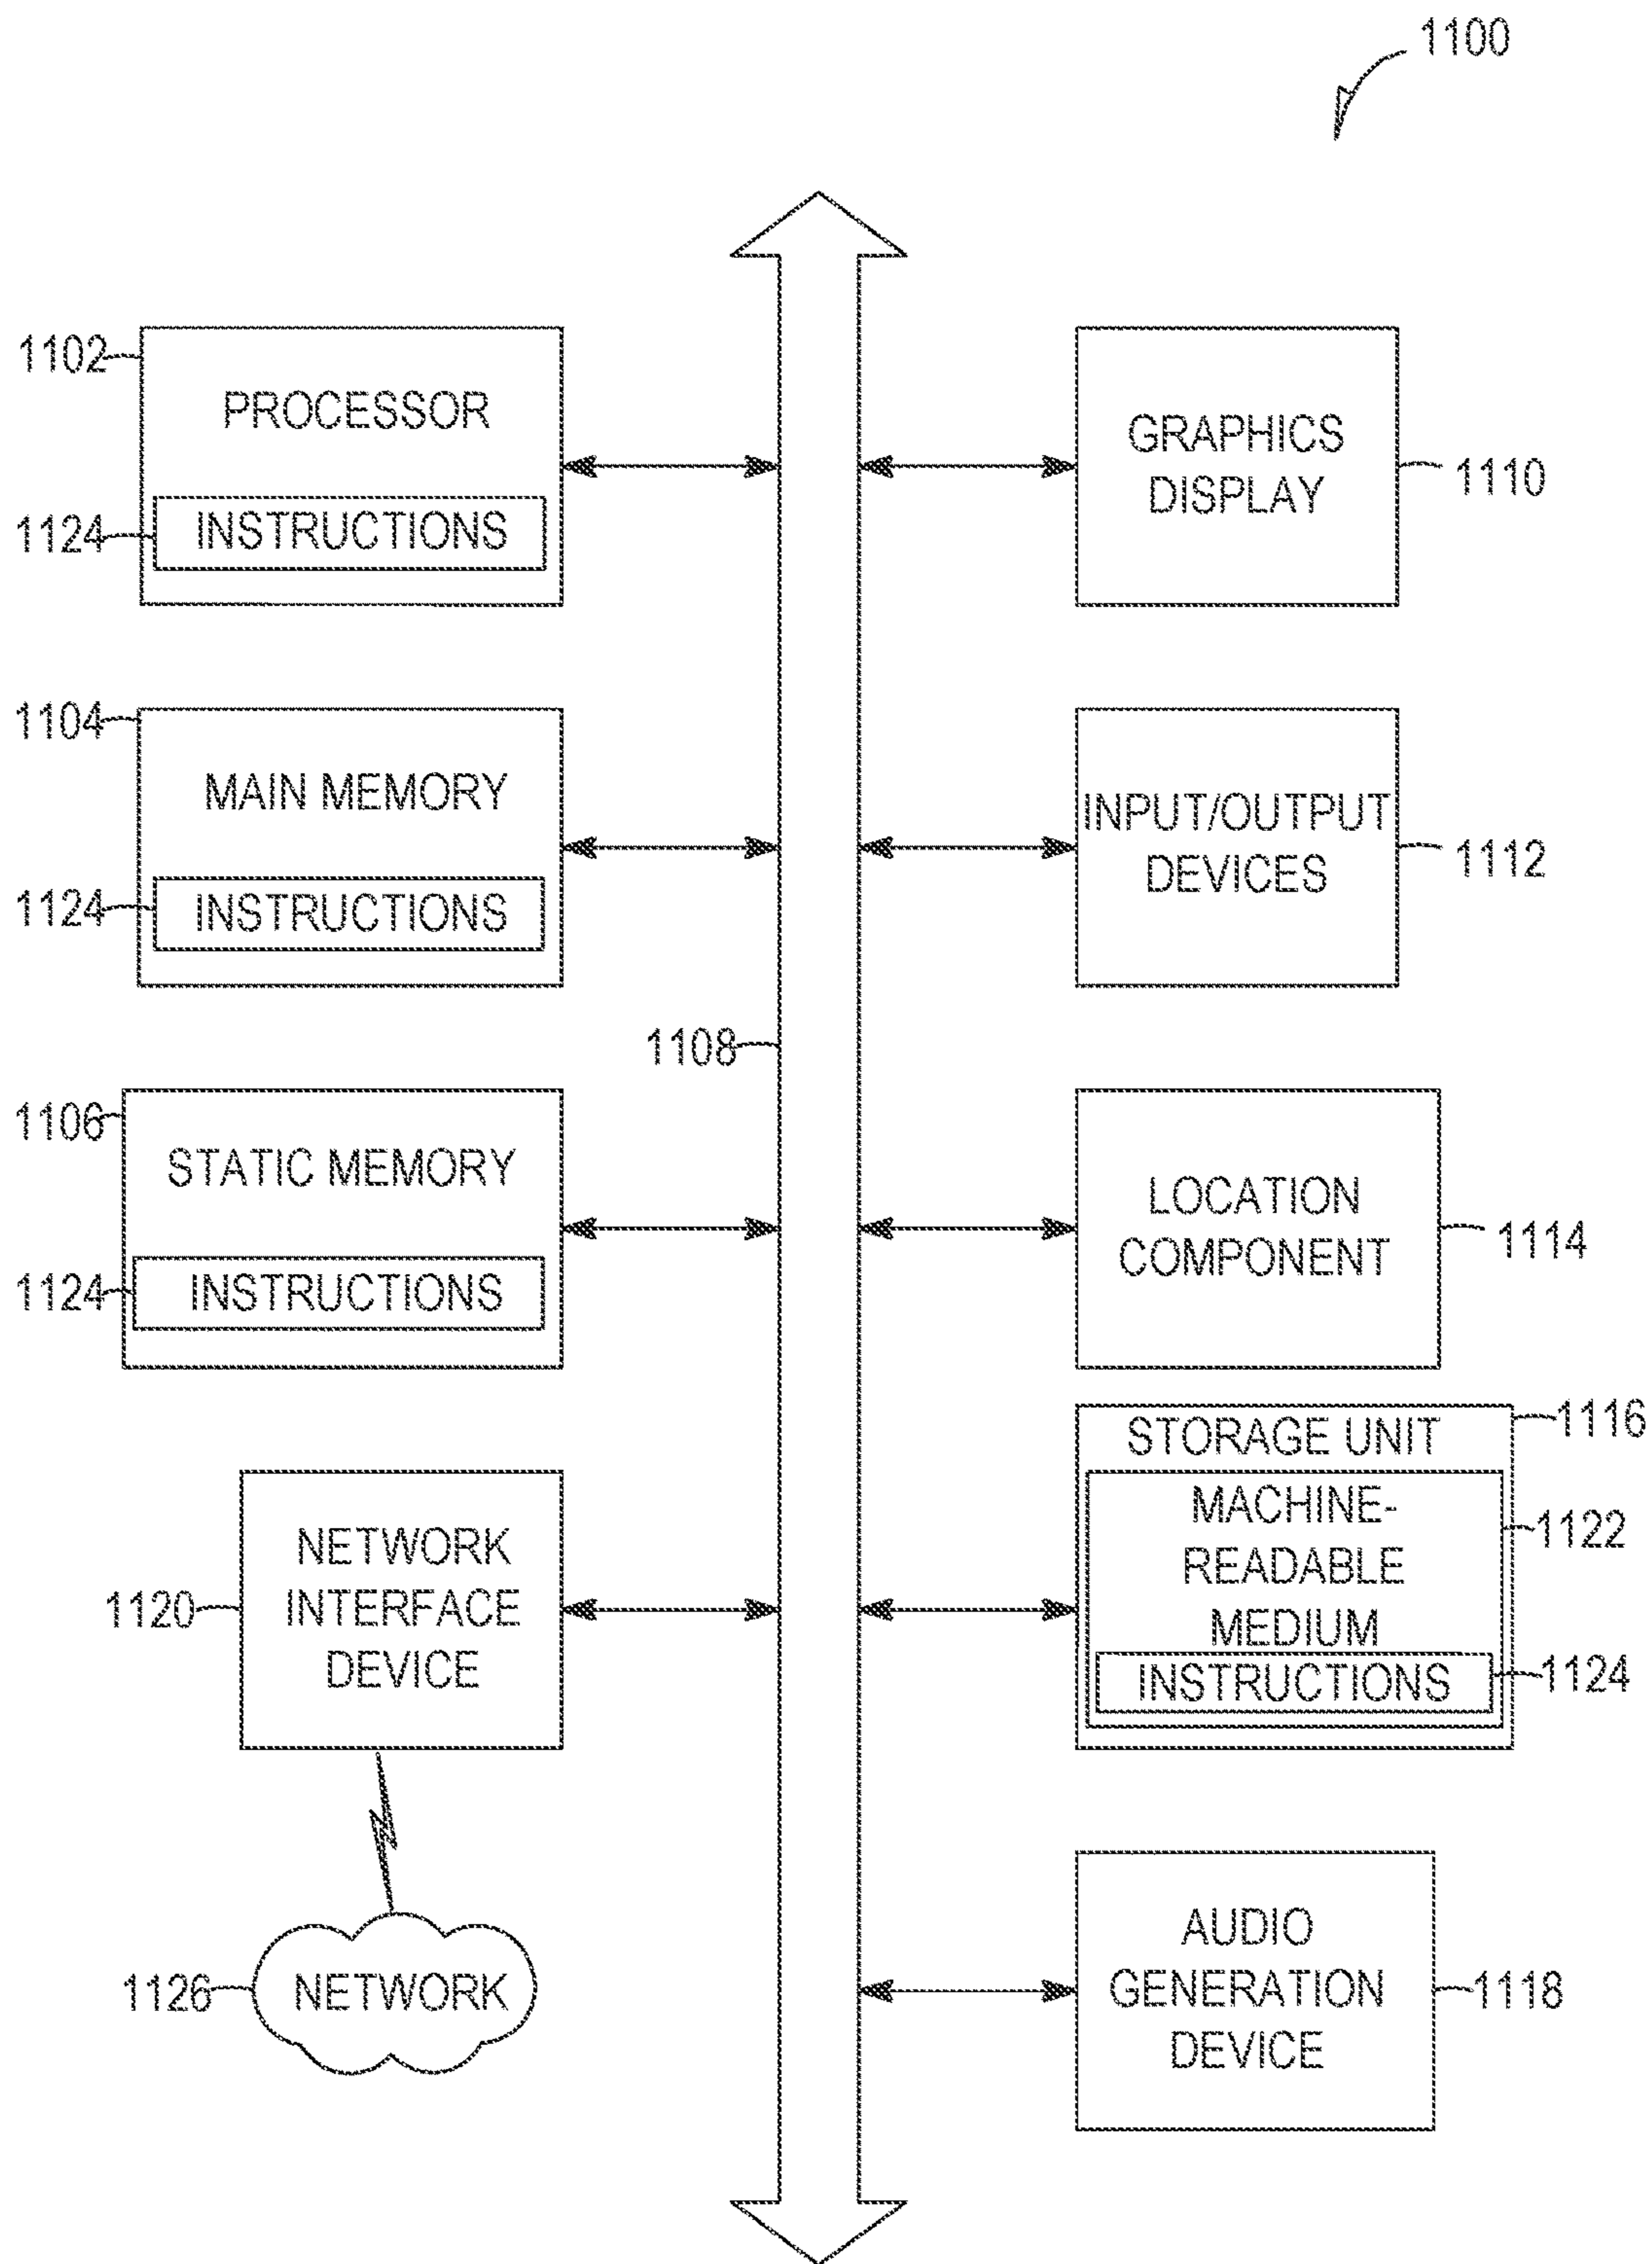 1100
1102
PROCESSOR
1124
INSTRUCTIONS
1104
MAIN MEMORY
1124
INSTRUCTIONS
1106
STATIC MEMORY
1124
INSTRUCTIONS
1120
NETWORK
INTERFACE
DEVICE
1126
NETWORK
1108
GRAPHICS
DISPLAY
1110
INPUT/OUTPUT
DEVICES
1112
LOCATION
COMPONENT
1114
STORAGE UNIT
1116
MACHINE-
READABLE
MEDIUM
1122
INSTRUCTIONS
1124
AUDIO
GENERATION
DEVICE
1118